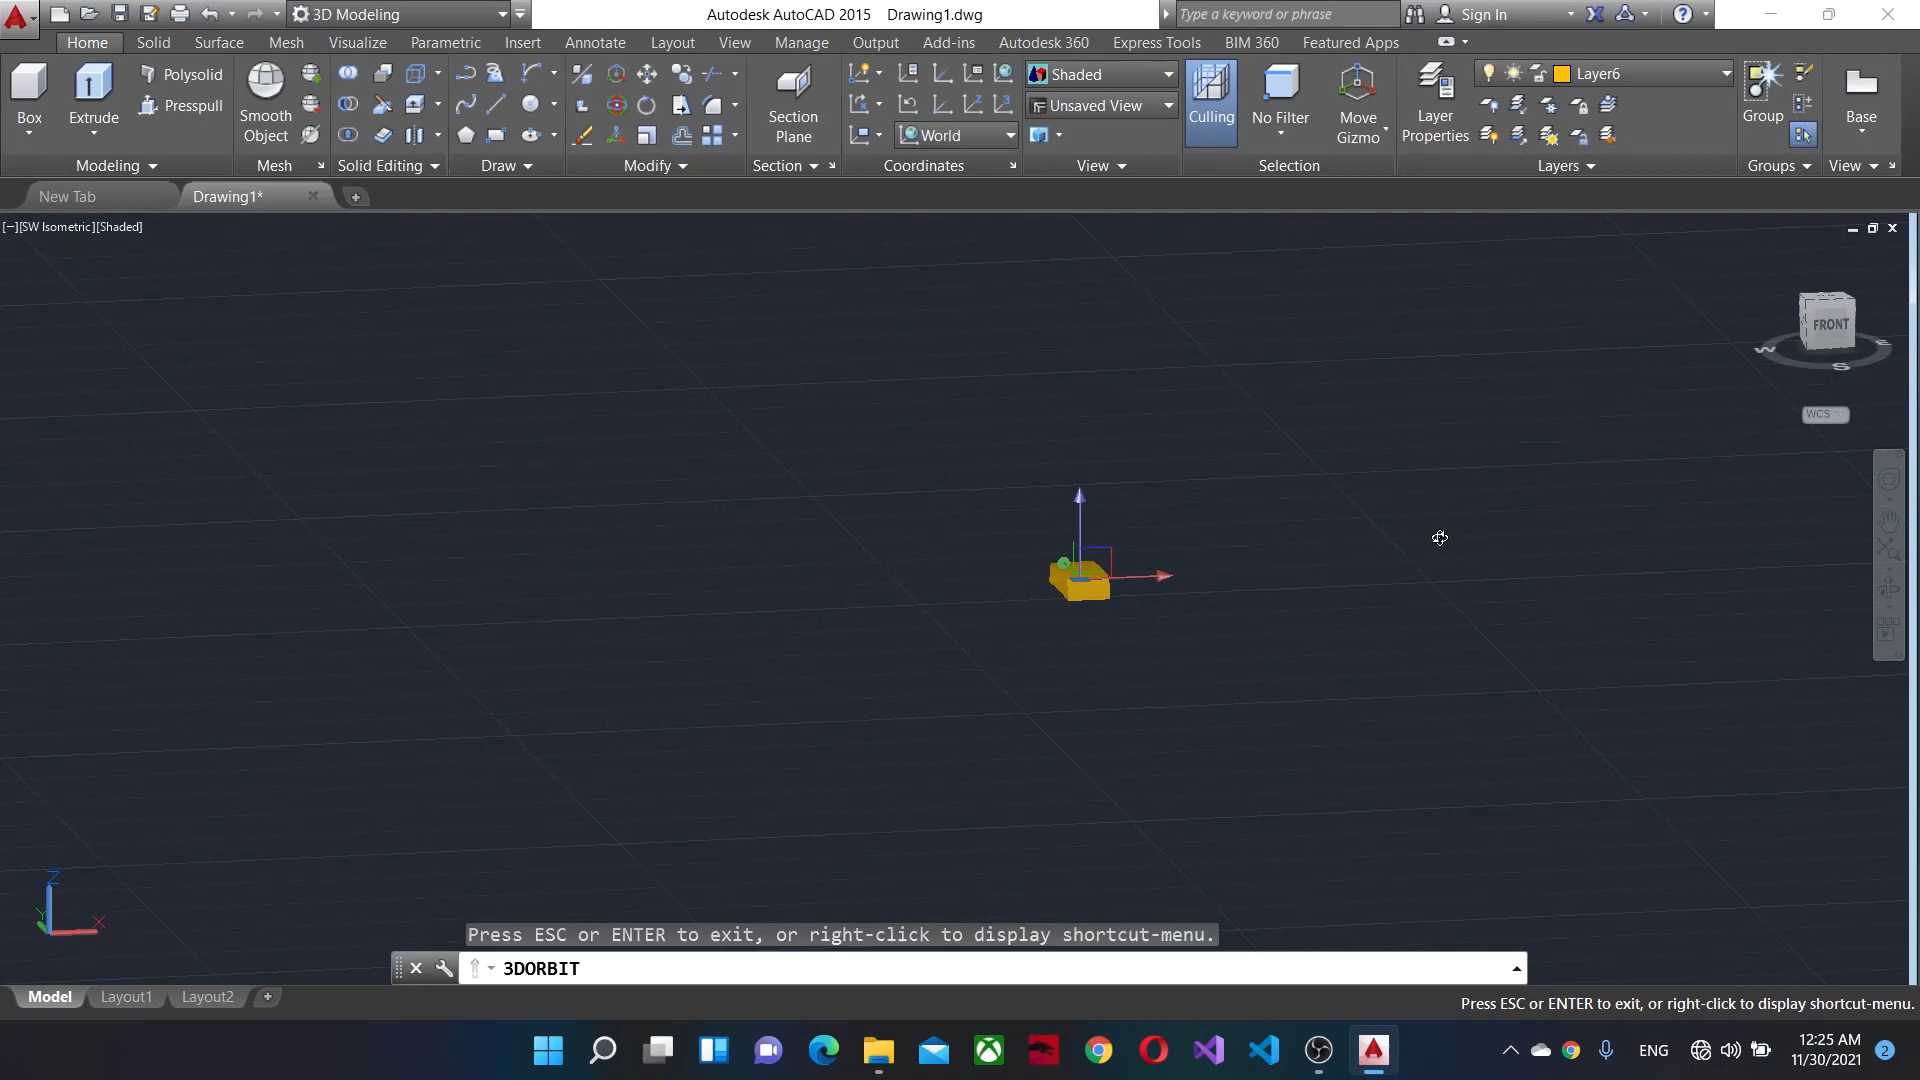 3D Modeling
Autodesk AutoCAD 2015 Drawing1.dwg
Type a keyword or phrase
Sign In
Home Solid Surface Mesh Visualize Parametric Insert Annotate Layout View Manage Output Add-ins Autodesk 360 Express Tools BIM 360 Featured Apps
Box
Extrude
Polysolid
Presspull
Smooth Object
Section Plane
World
Shaded
Unsaved View
Culling
No Filter
Move Gizmo
Layer Properties
Layer6
Group
Base
Modeling Mesh Solid Editing Draw Modify Section Coordinates View Selection Layers Groups View
New Tab Drawing1*
[−][SW Isometric][Shaded]
FRONT
W S E
WCS
Z
Y X
Press ESC or ENTER to exit, or right-click to display shortcut-menu.
3DORBIT
Model Layout1 Layout2
Press ESC or ENTER to exit, or right-click to display shortcut-menu.
ENG
12:25 AM
11/30/2021
2